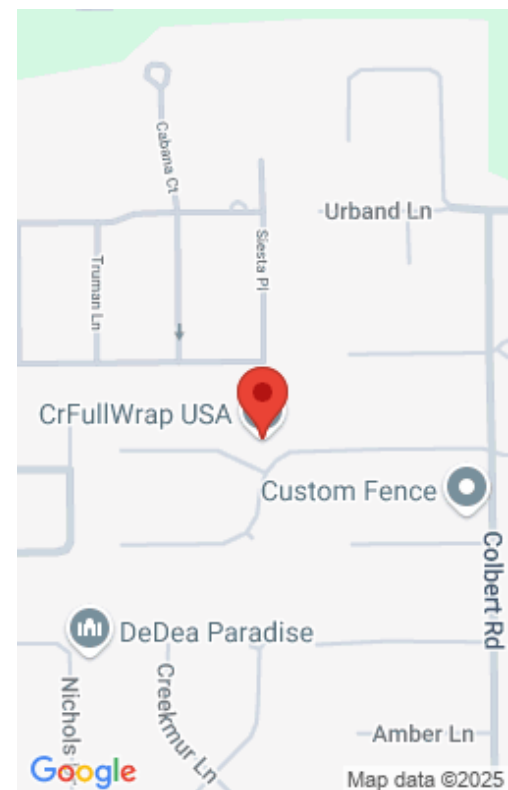 Cabana Ct
Urband Ln
Siesta Pl
Truman Ln
CrFullWrap USA
Custom Fence
Colbert Rd
DeDea Paradise
Nichols
Creekmur Ln
Amber Ln
Google
Map data ©2025